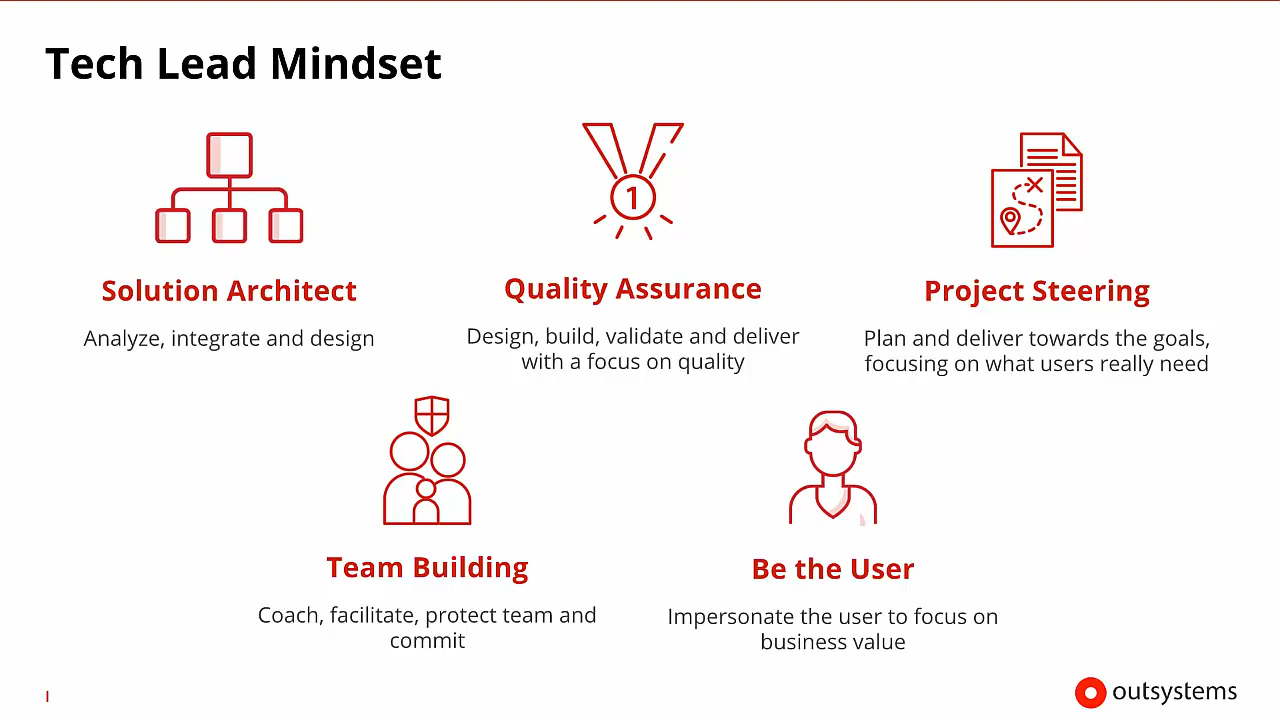 Tech Lead Mindset
1
Solution Architect
Analyze, integrate and design
Quality Assurance
Design, build, validate and deliver
with a focus on quality
Project Steering
Plan and deliver towards the goals,
focusing on what users really need
Team Building
Coach, facilitate, protect team and
commit
Be the User
Impersonate the user to focus on
business value
I
outsystems